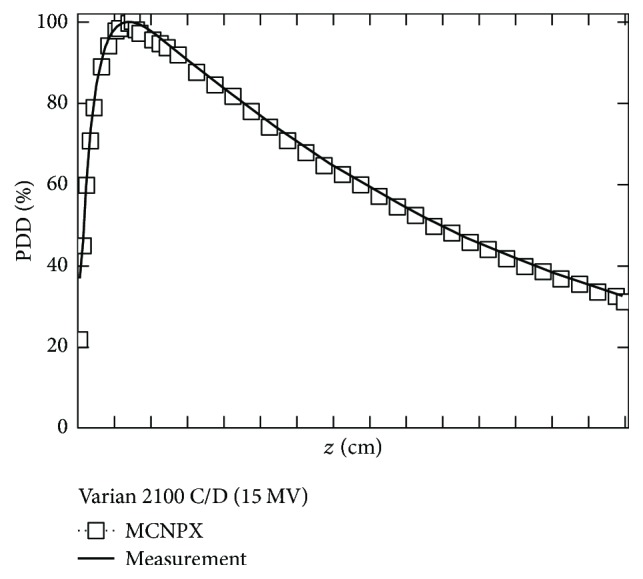 100
80
60
40
20
0
PDD (%)
z (cm)
Varian 2100 C/D (15 MV)
MCNPX
Measurement